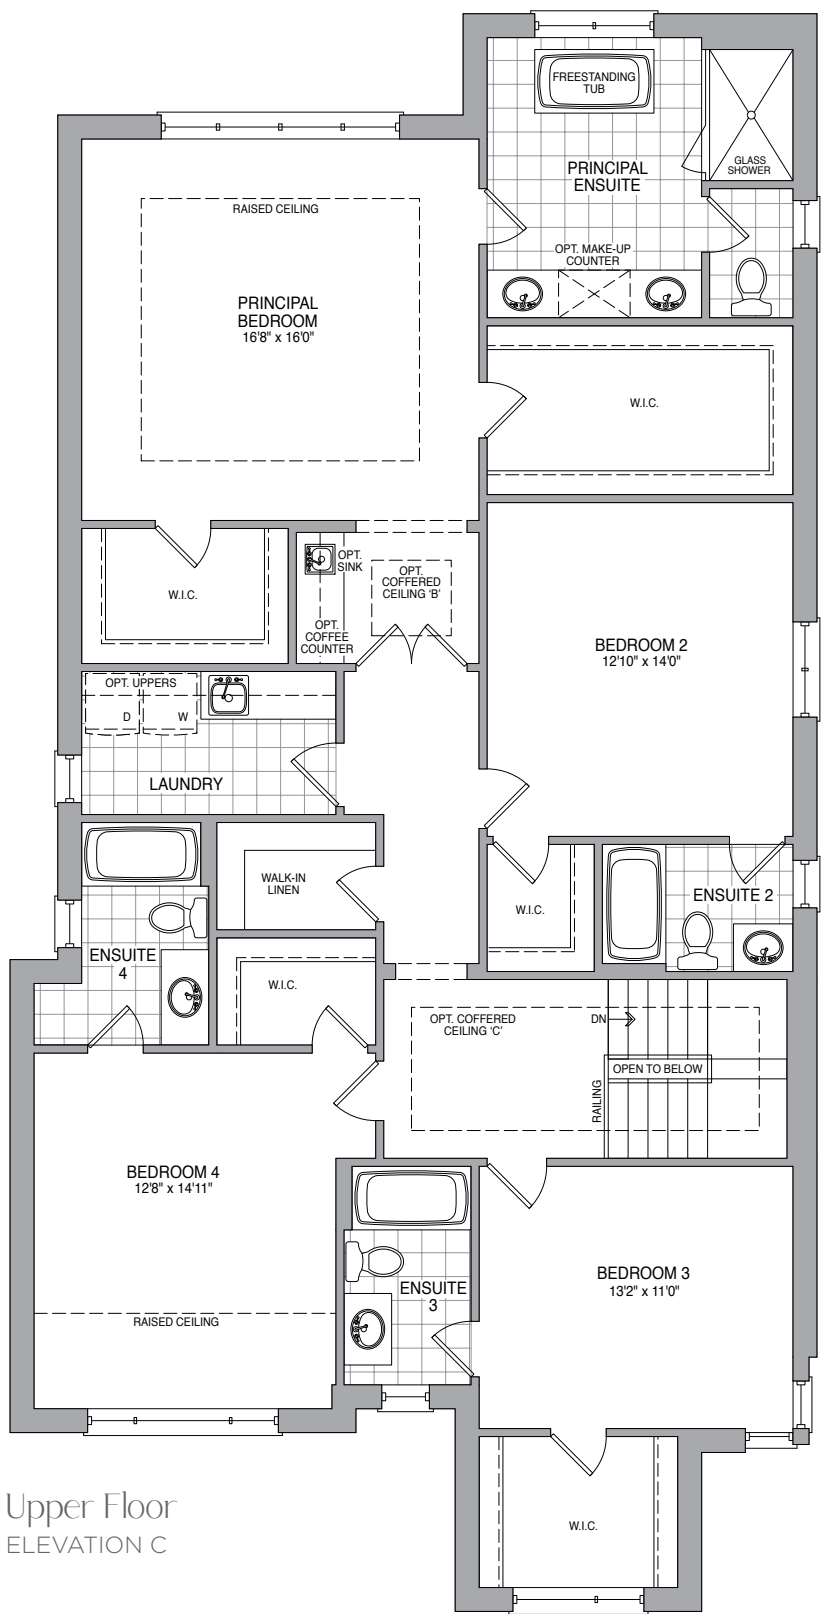 FREESTANDING
TUB
GLASS
SHOWER
PRINCIPAL
ENSUITE
RAISED CEILING
OPT. MAKE-UP
COUNTER
PRINCIPAL
BEDROOM
16'8" x 16'0"
W.I.C.
OPT.
SINK
OPT.
COFFERED
CEILING 'B'
W.I.C.
OPT.
COFFEE
COUNTER
BEDROOM 2
12'10" x 14'0"
OPT. UPPERS
D
W
LAUNDRY
WALK-IN
LINEN
W.I.C.
ENSUITE 2
ENSUITE
4
W.I.C.
OPT. COFFERED
CEILING 'C'
DN
OPEN TO BELOW
RAILING
BEDROOM 4
12'8" x 14'11"
ENSUITE
3
BEDROOM 3
13'2" x 11'0"
RAISED CEILING
W.I.C.
Upper Floor
ELEVATION C